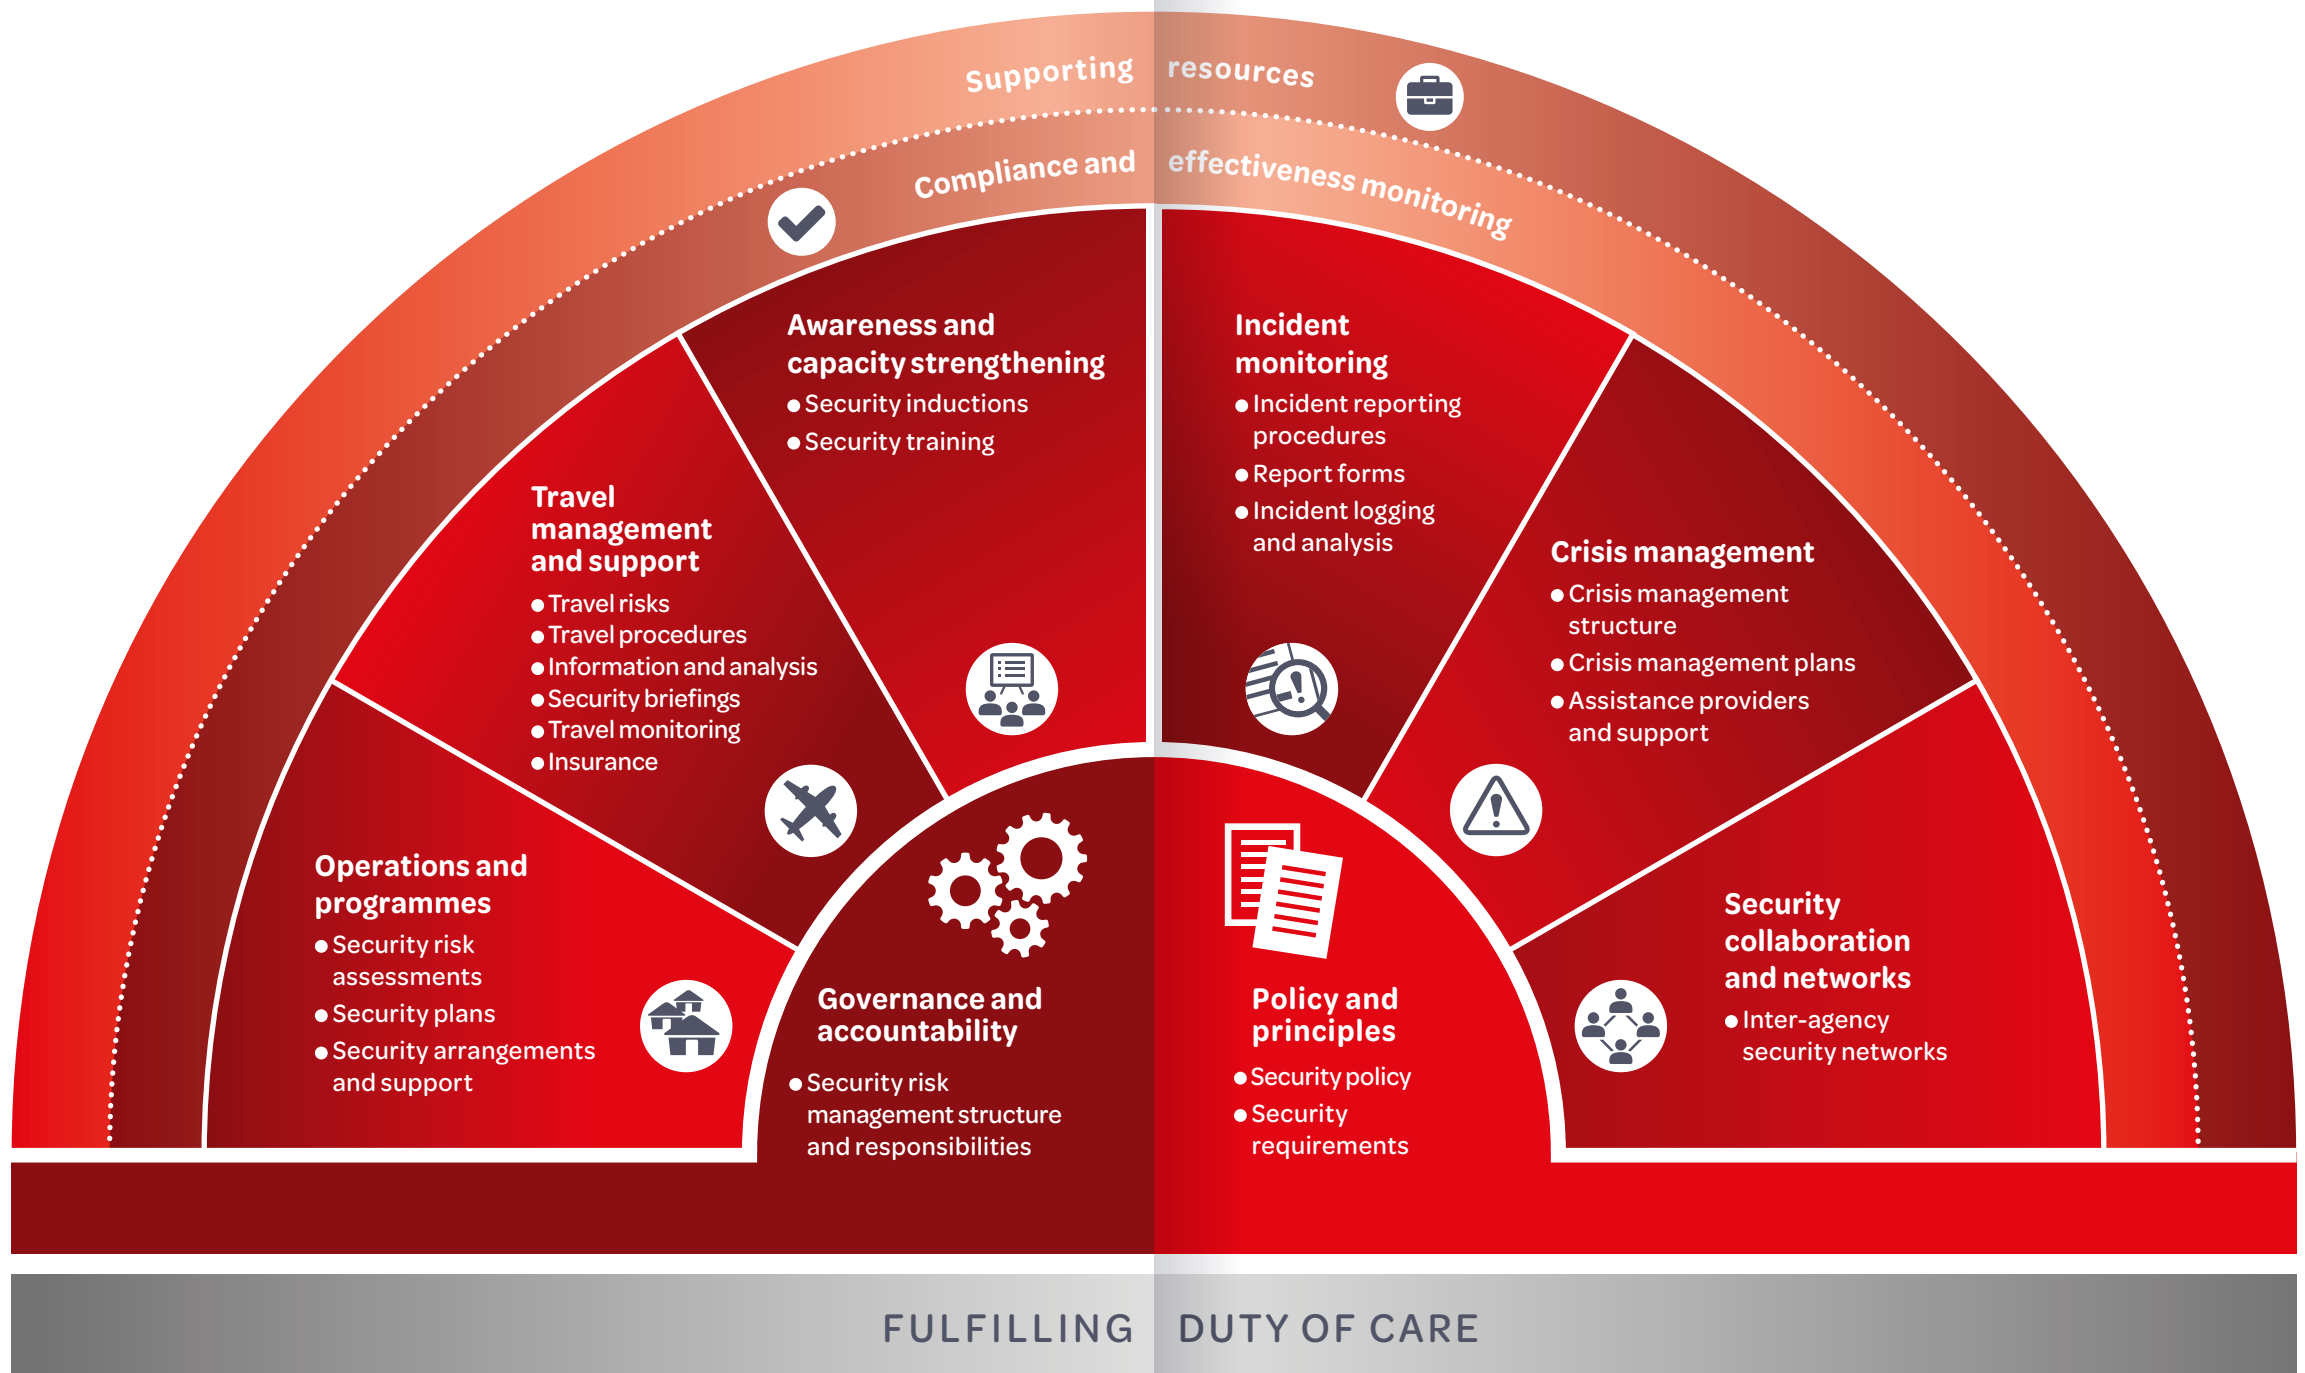 Supporting resources
Compliance and effectiveness monitoring
Awareness and
capacity strengthening
● Security inductions
● Security training
Incident
monitoring
● Incident reporting
procedures
● Report forms
● Incident logging
and analysis
Travel
management
and support
● Travel risks
● Travel procedures
● Information and analysis
● Security briefings
● Travel monitoring
● Insurance
Crisis management
● Crisis management
structure
● Crisis management plans
● Assistance providers
and support
Operations and
programmes
● Security risk
assessments
● Security plans
● Security arrangements
and support
Governance and
accountability
● Security risk
management structure
and responsibilities
Policy and
principles
● Security policy
● Security
requirements
Security
collaboration
and networks
● Inter-agency
security networks
FULFILLING DUTY OF CARE